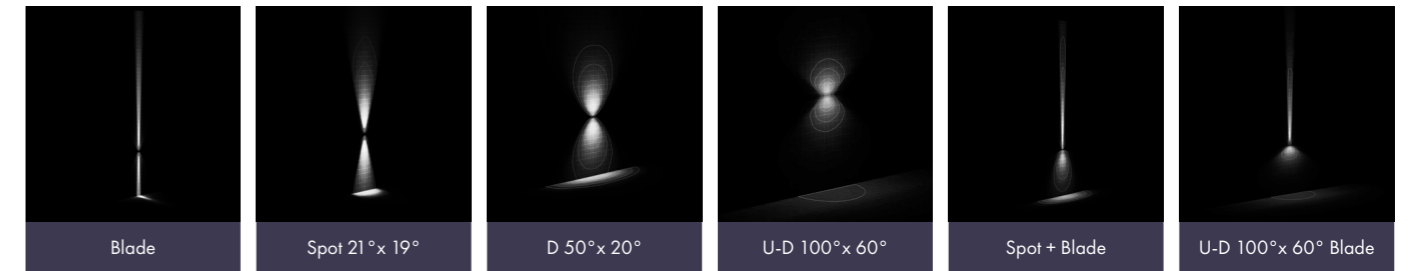 Blade
Spot 21°x 19°
D 50°x 20°
U-D 100°x 60°
Spot + Blade
U-D 100°x 60° Blade